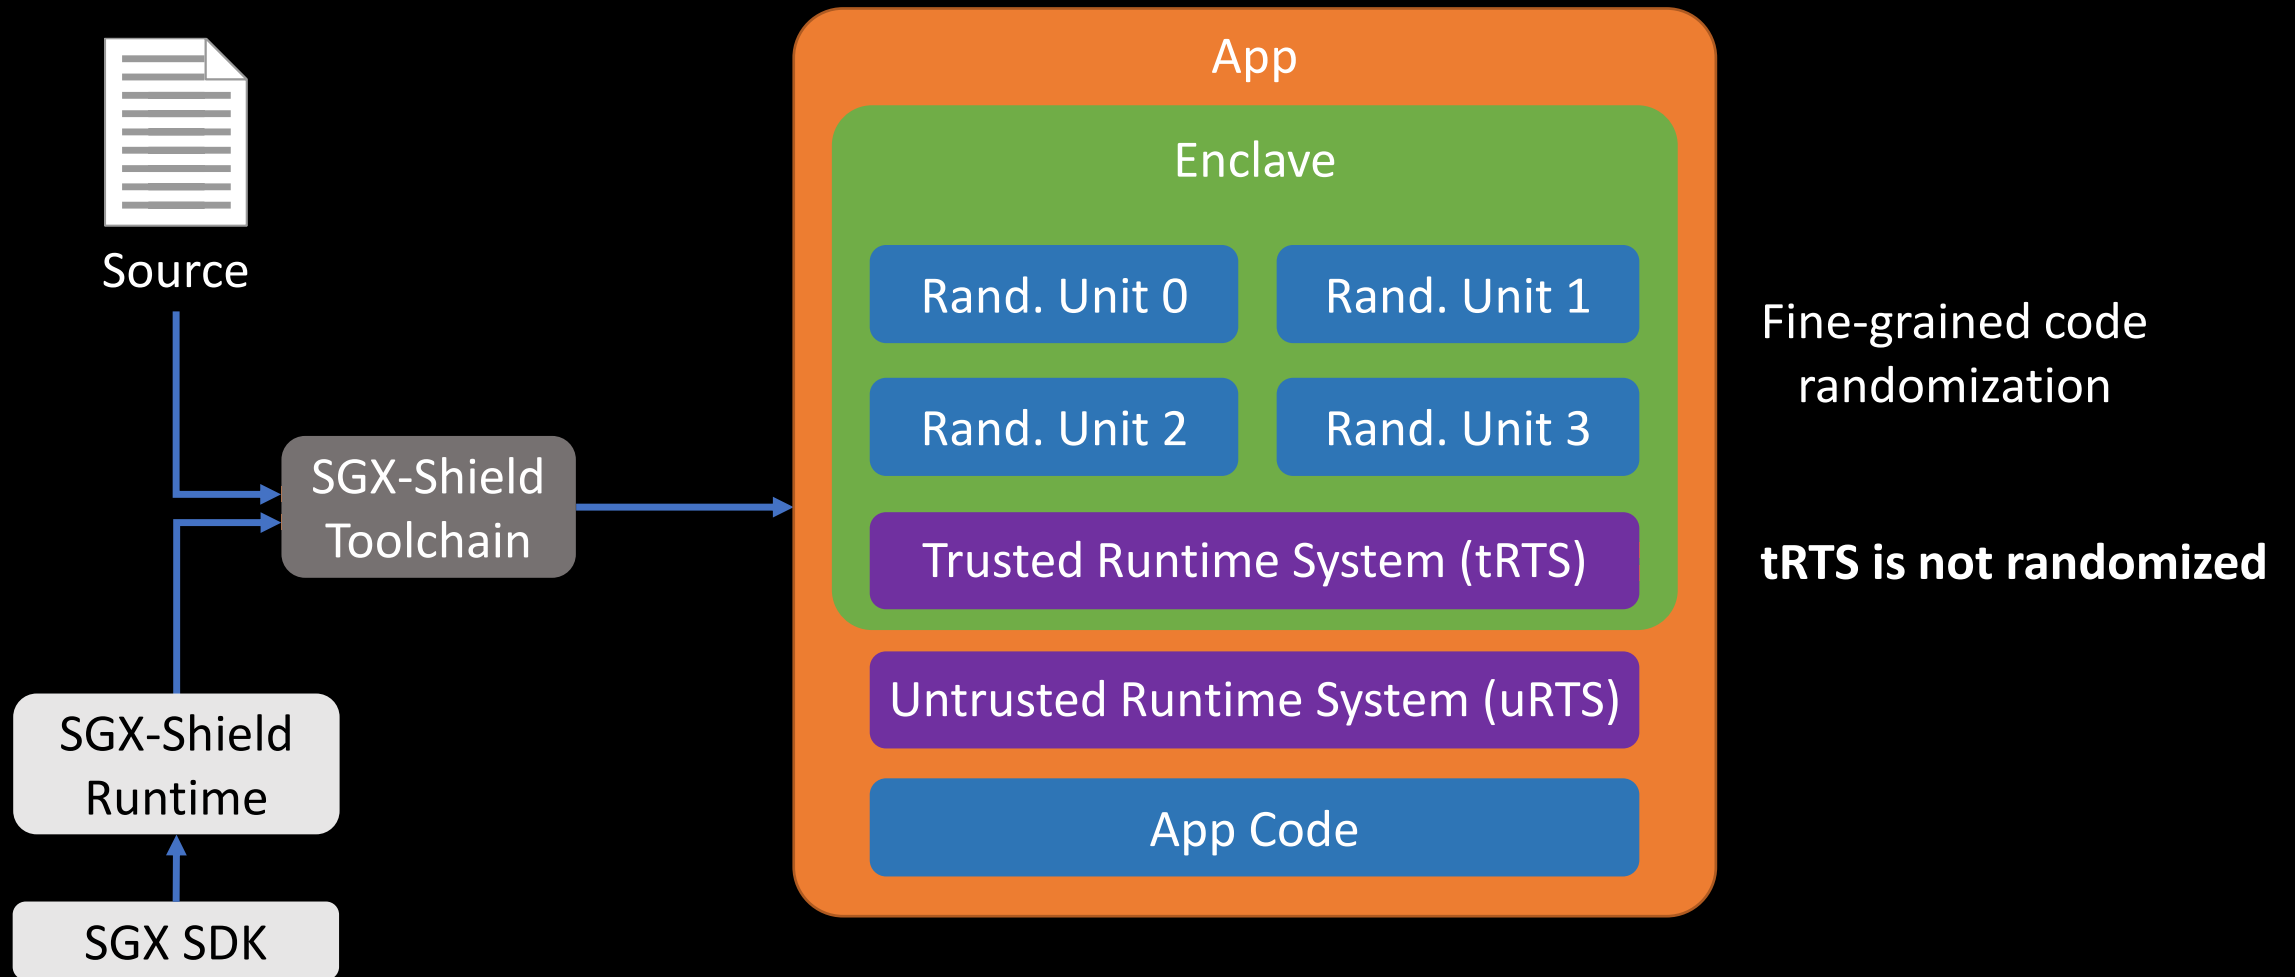 Source
SGX-Shield
Toolchain
SGX-Shield
Runtime
SGX SDK
App
Enclave
Rand. Unit 0
Rand. Unit 1
Rand. Unit 2
Rand. Unit 3
Trusted Runtime System (tRTS)
Untrusted Runtime System (uRTS)
App Code
Fine-grained code
randomization
tRTS is not randomized